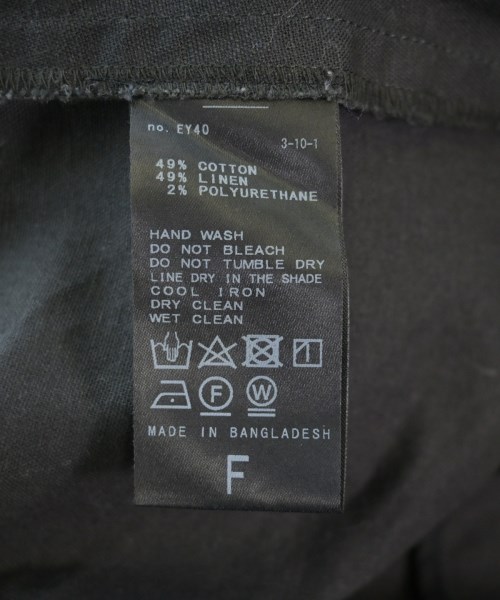 no. EY40
3-10-1
49% COTTON
49% LINEN
2% POLYURETHANE
HAND WASH
DO NOT BLEACH
DO NOT TUMBLE DRY
LINE DRY IN THE SHADE
COOL IRON
DRY CLEAN
WET CLEAN
F W
MADE IN BANGLADESH
F